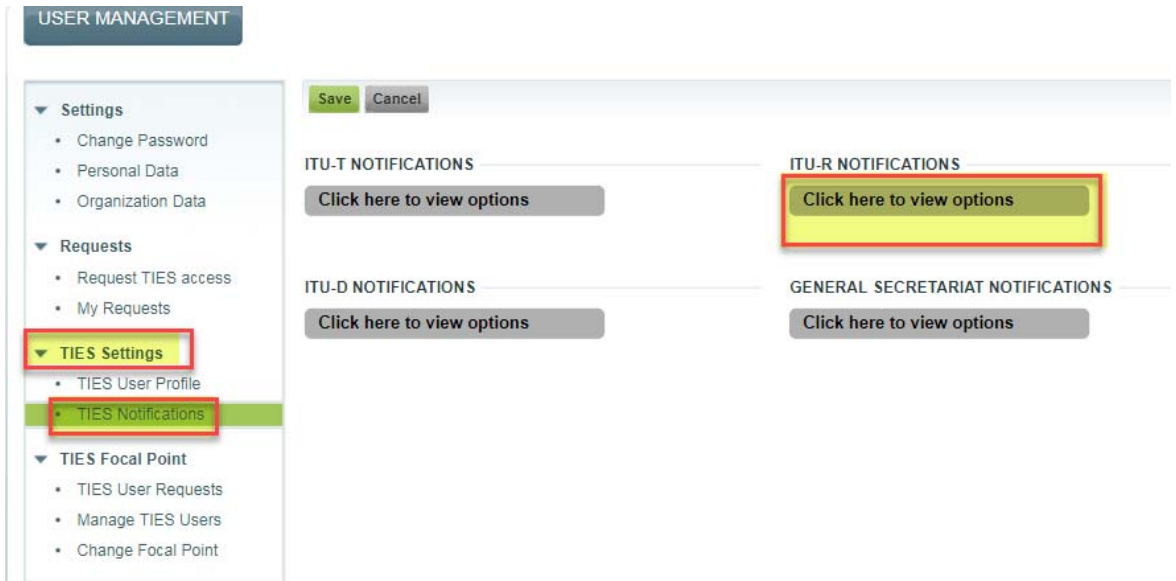 USER MANAGEMENT
Settings
Change Password
Personal Data
Organization Data
Requests
Request TIES access
My Requests
TIES Settings
TIES User Profile
TIES Notifications
TIES Focal Point
TIES User Requests
Manage TIES Users
Change Focal Point
Save Cancel
ITU-T NOTIFICATIONS
Click here to view options
ITU-R NOTIFICATIONS
Click here to view options
ITU-D NOTIFICATIONS
Click here to view options
GENERAL SECRETARIAT NOTIFICATIONS
Click here to view options